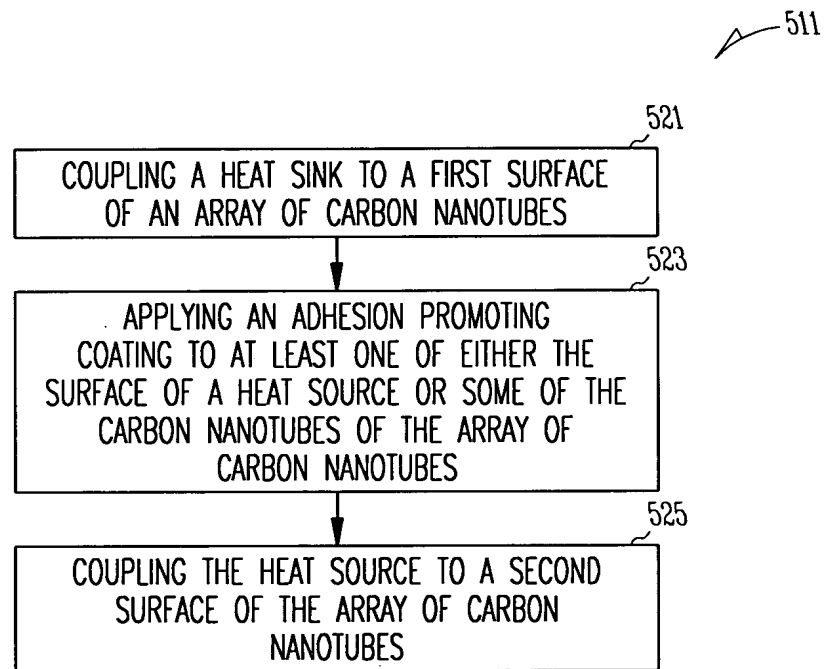 511
521
COUPLING A HEAT SINK TO A FIRST SURFACE
OF AN ARRAY OF CARBON NANOTUBES
523
APPLYING AN ADHESION PROMOTING
COATING TO AT LEAST ONE OF EITHER THE
SURFACE OF A HEAT SOURCE OR SOME OF THE
CARBON NANOTUBES OF THE ARRAY OF
CARBON NANOTUBES
525
COUPLING THE HEAT SOURCE TO A SECOND
SURFACE OF THE ARRAY OF CARBON
NANOTUBES